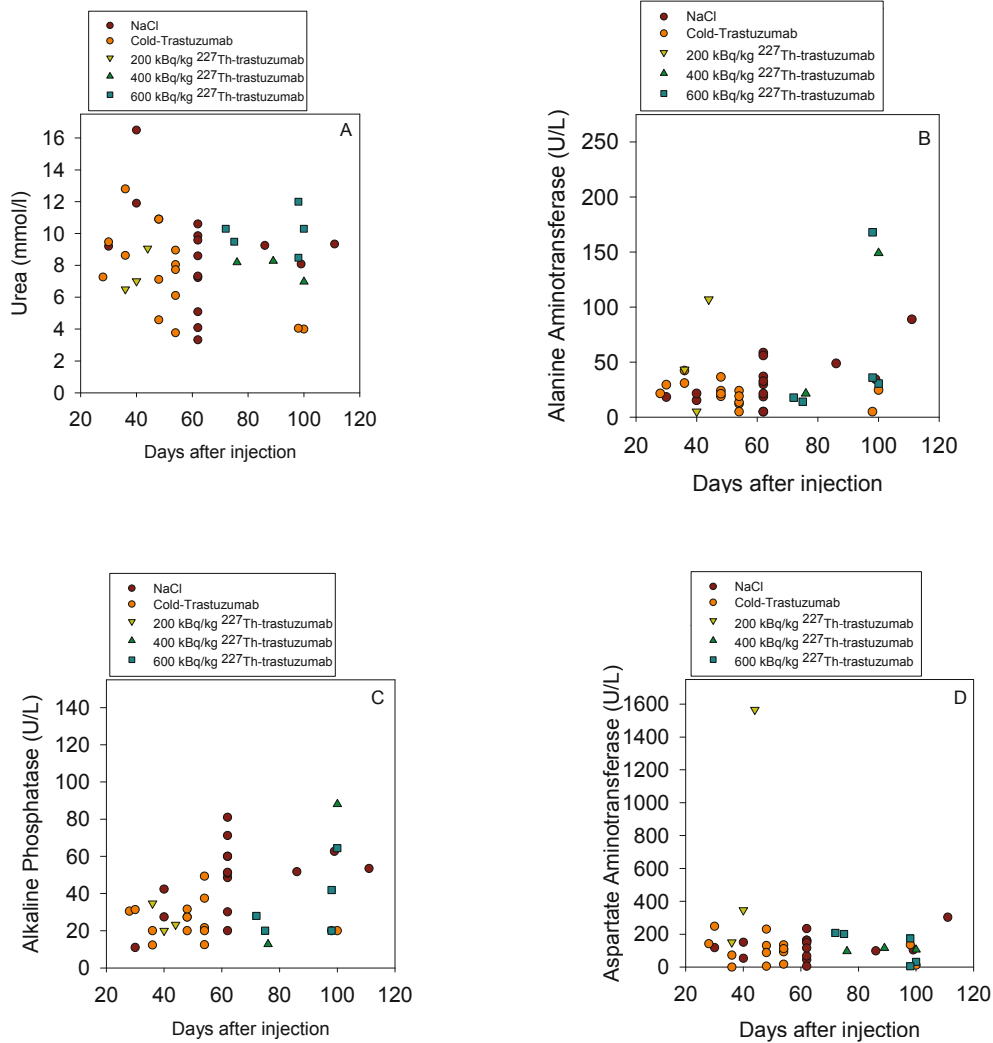 NaCl
Cold-Trastuzumab
200 kBq/kg 227Th-trastuzumab
400 kBq/kg 227Th-trastuzumab
600 kBq/kg 227Th-trastuzumab
A
Urea (mmol/l)
16
14
12
10
8
6
4
2
0
20 40 60 80 100 120
Days after injection
NaCl
Cold-Trastuzumab
200 kBq/kg 227Th-trastuzumab
400 kBq/kg 227Th-trastuzumab
600 kBq/kg 227Th-trastuzumab
B
Alanine Aminotransferase (U/L)
250
200
150
100
50
0
20 40 60 80 100 120
Days after injection
NaCl
Cold-Trastuzumab
200 kBq/kg 227Th-trastuzumab
400 kBq/kg 227Th-trastuzumab
600 kBq/kg 227Th-trastuzumab
C
Alkaline Phosphatase (U/L)
140
120
100
80
60
40
20
0
20 40 60 80 100 120
Days after injection
NaCl
Cold-Trastuzumab
200 kBq/kg 227Th-trastuzumab
400 kBq/kg 227Th-trastuzumab
600 kBq/kg 227Th-trastuzumab
D
Aspartate Aminotransferase (U/L)
1600
1400
1200
1000
800
600
400
200
0
20 40 60 80 100 120
Days after injection